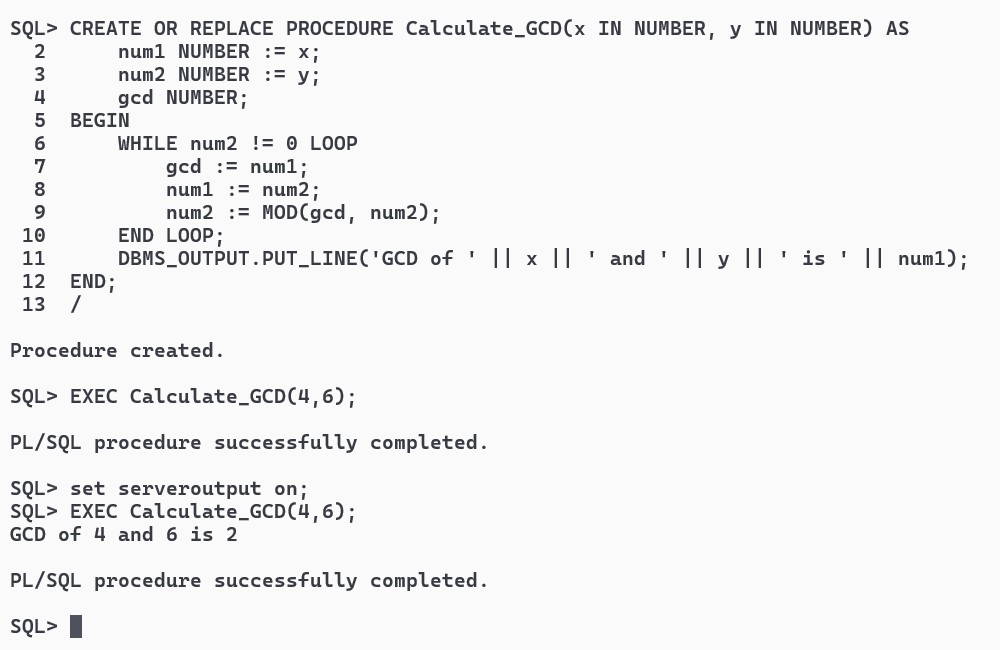 SQL> CREATE OR REPLACE PROCEDURE Calculate_GCD(x IN NUMBER, y IN NUMBER) AS
  2      num1 NUMBER := x;
  3      num2 NUMBER := y;
  4      gcd NUMBER;
  5  BEGIN
  6      WHILE num2 != 0 LOOP
  7          gcd := num1;
  8          num1 := num2;
  9          num2 := MOD(gcd, num2);
 10      END LOOP;
 11      DBMS_OUTPUT.PUT_LINE('GCD of ' || x || ' and ' || y || ' is ' || num1);
 12  END;
 13  /
Procedure created.
SQL> EXEC Calculate_GCD(4,6);
PL/SQL procedure successfully completed.
SQL> set serveroutput on;
SQL> EXEC Calculate_GCD(4,6);
GCD of 4 and 6 is 2
PL/SQL procedure successfully completed.
SQL>